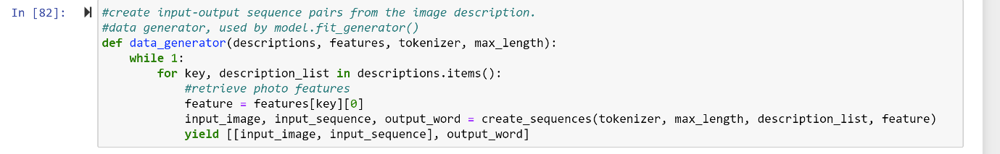 In [82]:
#create input-output sequence pairs from the image description.
#data generator, used by model.fit_generator()
def data_generator(descriptions, features, tokenizer, max_length):
    while 1:
        for key, description_list in descriptions.items():
            #retrieve photo features
            feature = features[key][0]
            input_image, input_sequence, output_word = create_sequences(tokenizer, max_length, description_list, feature)
            yield [[input_image, input_sequence], output_word]